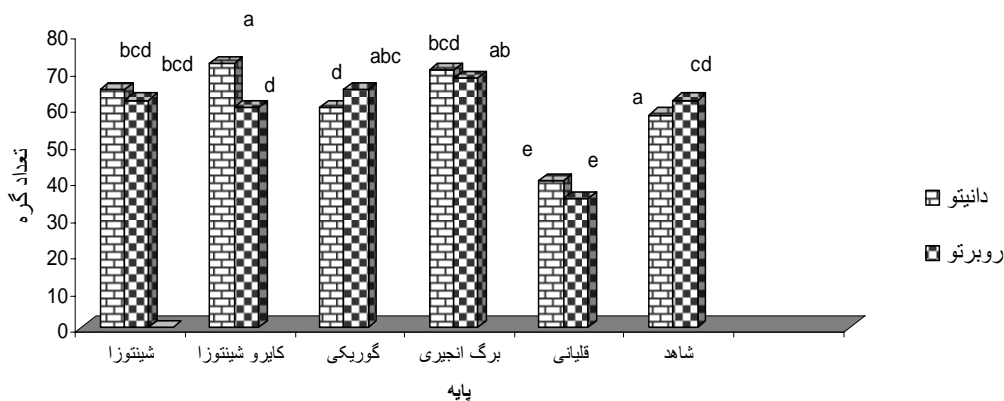 a
bcd
bcd
d
d
abc
bcd
ab
e
e
a
cd
80
70
60
50
40
30
20
10
0
تعداد گره
شینتوزا
کایرو شینتوزا
گوریکی
برگ انجیری
قلیانی
شاهد
پایه
دانیتو
روبرتو